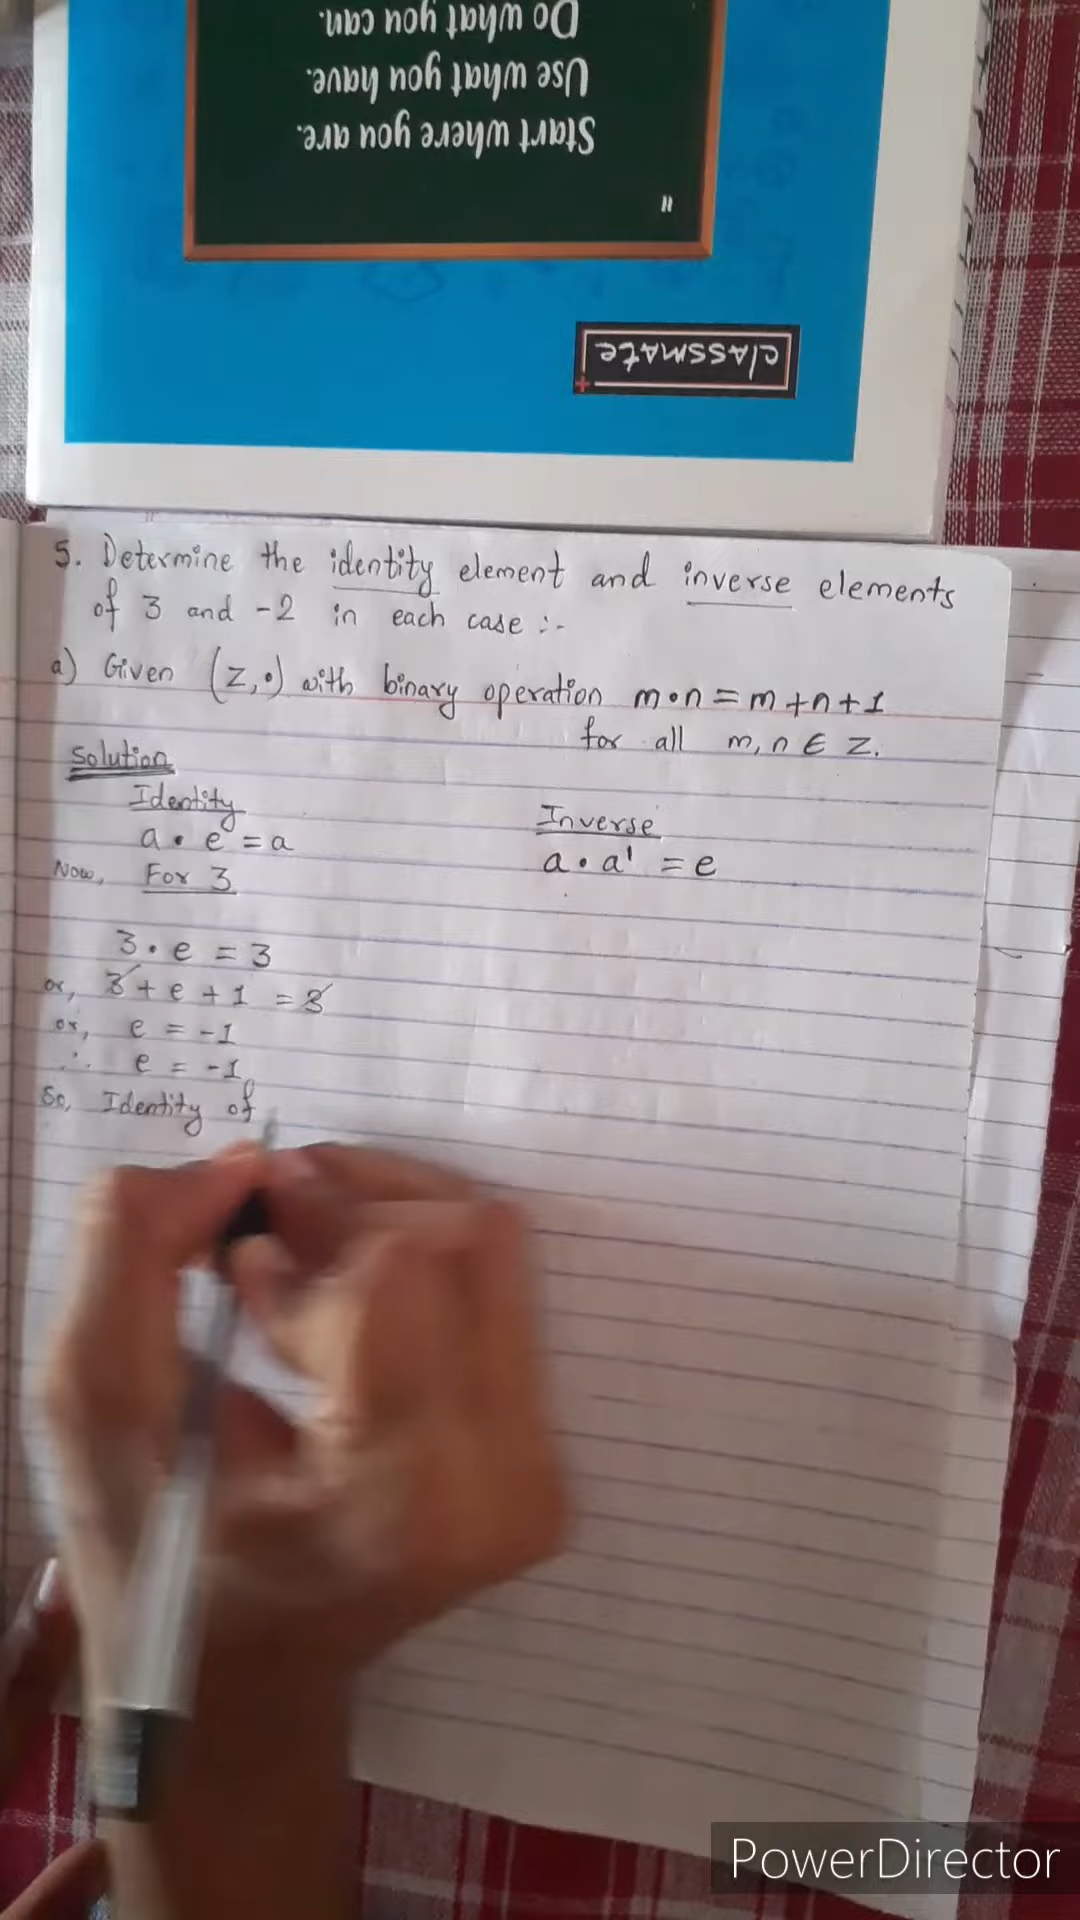 Do what you can.
Use what you have.
Start where you are.
"
classmate
5. Determine the identity element and inverse elements
of 3 and -2 in each case :-
a) Given (Z, •) with binary operation m • n = m + n + 1
for all m, n ∈ Z.
Solution
Identity
a • e = a
Inverse
a • a' = e
Now, For 3
3 • e = 3
or, 3 + e + 1 = 3
or, e = -1
∴ e = -1
So, Identity of
PowerDirector